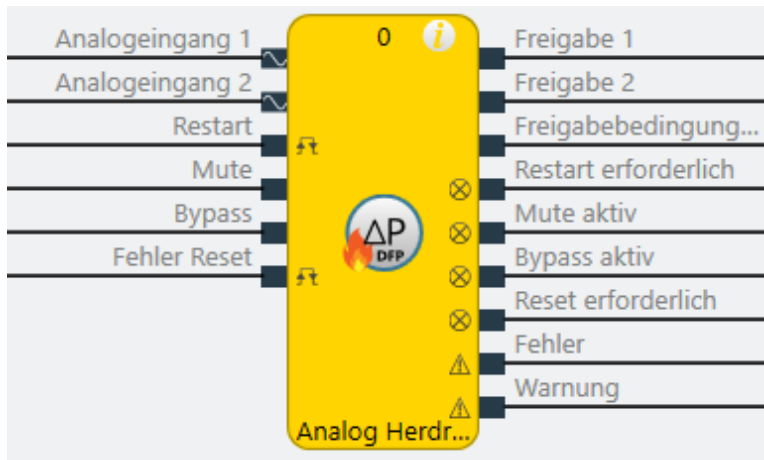 Analogeingang 1
Analogeingang 2
Restart
Mute
Bypass
Fehler Reset
0
i
ΔP
DFP
Analog Herdr...
Freigabe 1
Freigabe 2
Freigabebedingung...
Restart erforderlich
Mute aktiv
Bypass aktiv
Reset erforderlich
Fehler
Warnung